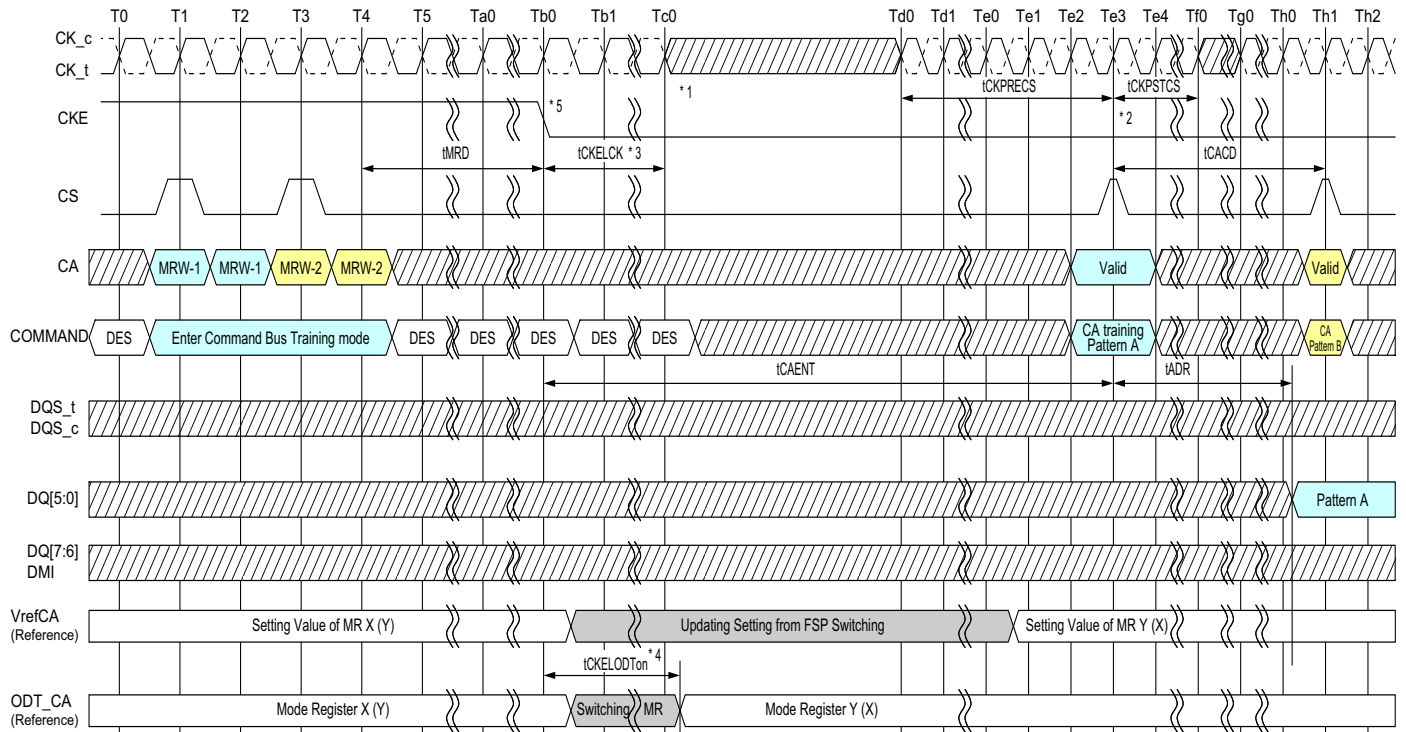 T0 T1 T2 T3 T4 T5 Ta0 Tb0 Tb1 Tc0 Td0 Td1 Te0 Te1 Te2 Te3 Te4 Tf0 Tg0 Th0 Th1 Th2
CK_c
CK_t
* 1
tCKPRECS
tCKPSTCS
CKE
* 5
* 2
tMRD
tCKELCK * 3
tCACD
CS
CA
MRW-1 MRW-1 MRW-2 MRW-2 Valid Valid
COMMAND
DES Enter Command Bus Training mode DES DES DES DES DES
CA training
Pattern A
CA
Pattern B
tCAENT
tADR
DQS_t
DQS_c
DQ[5:0]
Pattern A
DQ[7:6]
DMI
VrefCA
(Reference)
Setting Value of MR X (Y) Updating Setting from FSP Switching Setting Value of MR Y (X)
tCKELODTon * 4
ODT_CA
(Reference)
Mode Register X (Y) Switching MR Mode Register Y (X)